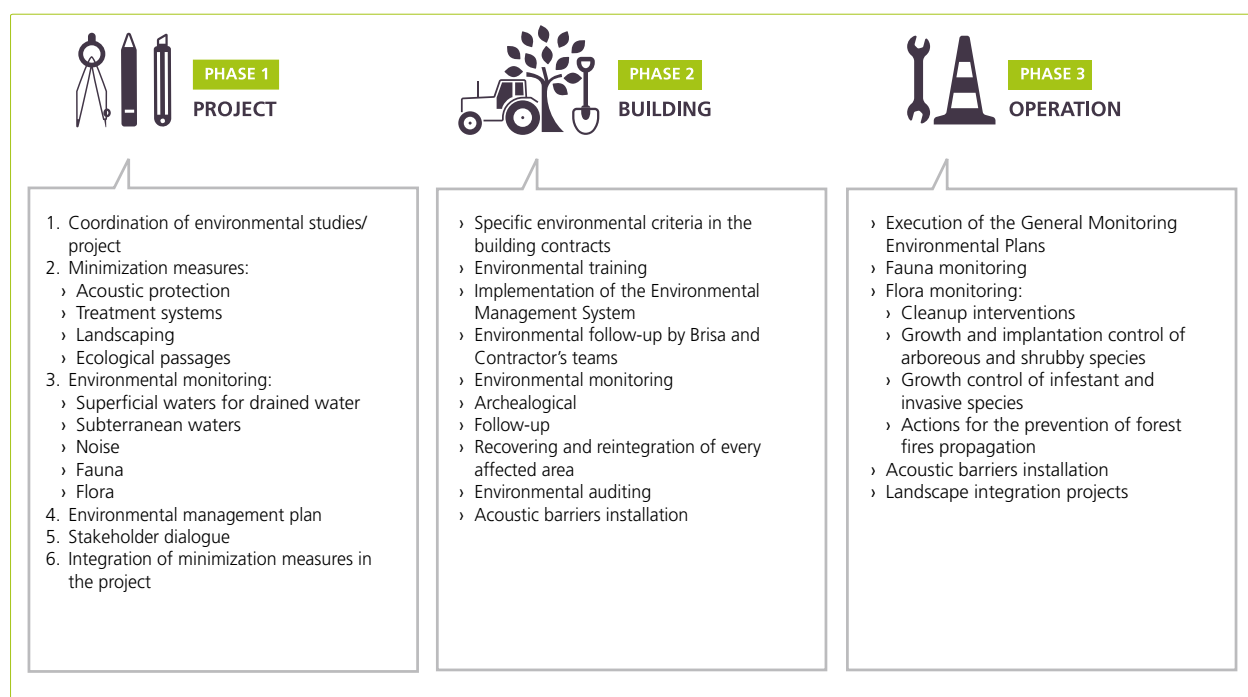 PHASE 1
PROJECT
1. Coordination of environmental studies/
project
2. Minimization measures:
› Acoustic protection
› Treatment systems
› Landscaping
› Ecological passages
3. Environmental monitoring:
› Superficial waters for drained water
› Subterranean waters
› Noise
› Fauna
› Flora
4. Environmental management plan
5. Stakeholder dialogue
6. Integration of minimization measures in
the project
PHASE 2
BUILDING
› Specific environmental criteria in the
building contracts
› Environmental training
› Implementation of the Environmental
Management System
› Environmental follow-up by Brisa and
Contractor’s teams
› Environmental monitoring
› Archealogical
› Follow-up
› Recovering and reintegration of every
affected area
› Environmental auditing
› Acoustic barriers installation
PHASE 3
OPERATION
› Execution of the General Monitoring
Environmental Plans
› Fauna monitoring
› Flora monitoring:
› Cleanup interventions
› Growth and implantation control of
arboreous and shrubby species
› Growth control of infestant and
invasive species
› Actions for the prevention of forest
fires propagation
› Acoustic barriers installation
› Landscape integration projects